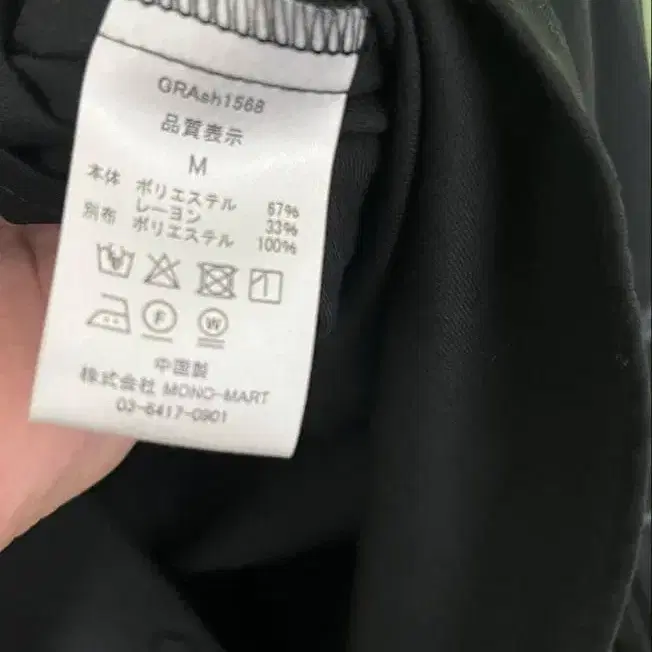 GRAsh1568
品質表示
M
本体 ポリエステル 67%
レーヨン 33%
別布 ポリエステル 100%
F W
中国製
株式会社 MONO-MART
03-6417-0901